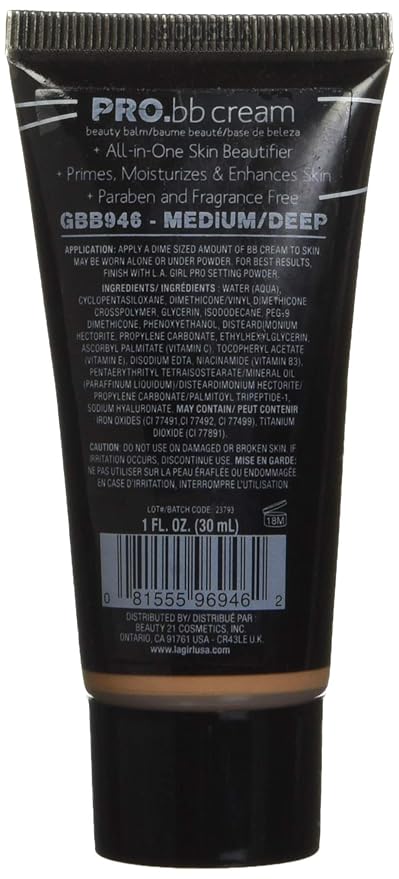 PRO.bb cream
beauty balm/baume beauté/base de beleza
+ All-in-One Skin Beautifier
+ Primes, Moisturizes & Enhances Skin
+ Paraben and Fragrance Free
GBB946 - MEDIUM/DEEP
APPLICATION: APPLY A DIME SIZED AMOUNT OF BB CREAM TO SKIN
MAY BE WORN ALONE OR UNDER POWDER. FOR BEST RESULTS,
FINISH WITH L.A. GIRL PRO SETTING POWDER.
INGREDIENTS/INGRÉDIENTS: WATER (AQUA),
CYCLOPENTASILOXANE, DIMETHICONE/VINYL DIMETHICONE
CROSSPOLYMER, GLYCERIN, ISODODECANE, PEG-9
DIMETHICONE, PHENOXYETHANOL, DISTEARDIMONIUM
HECTORITE, PROPYLENE CARBONATE, ETHYLHEXYLGLYCERIN,
ASCORBYL PALMITATE (VITAMIN C), TOCOPHERYL ACETATE
(VITAMIN E), DISODIUM EDTA, NIACINAMIDE (VITAMIN B3),
PENTAERYTHRITYL TETRAISOSTEARATE/MINERAL OIL
(PARAFFINUM LIQUIDUM)/DISTEARDIMONIUM HECTORITE/
PROPYLENE CARBONATE/PALMITOYL TRIPEPTIDE-1,
SODIUM HYALURONATE. MAY CONTAIN/ PEUT CONTENIR
IRON OXIDES (CI 77491,CI 77492, CI 77499), TITANIUM
DIOXIDE (CI 77891).
CAUTION: DO NOT USE ON DAMAGED OR BROKEN SKIN. IF
IRRITATION OCCURS, DISCONTINUE USE. MISE EN GARDE:
NE PAS UTILISER SUR LA PEAU ÉRAFLÉE OU ENDOMMAGÉE
EN CASE D'IRRITATION, INTERROMPRE L'UTILISATION
LOT#/BATCH CODE: 23793
1 FL. OZ. (30 mL)
18M
0 81555 96946 2
DISTRIBUTED BY/ DISTRIBUÉ PAR :
BEAUTY 21 COSMETICS, INC.
ONTARIO, CA 91761 USA - CR43LE U.K.
www.lagirlusa.com